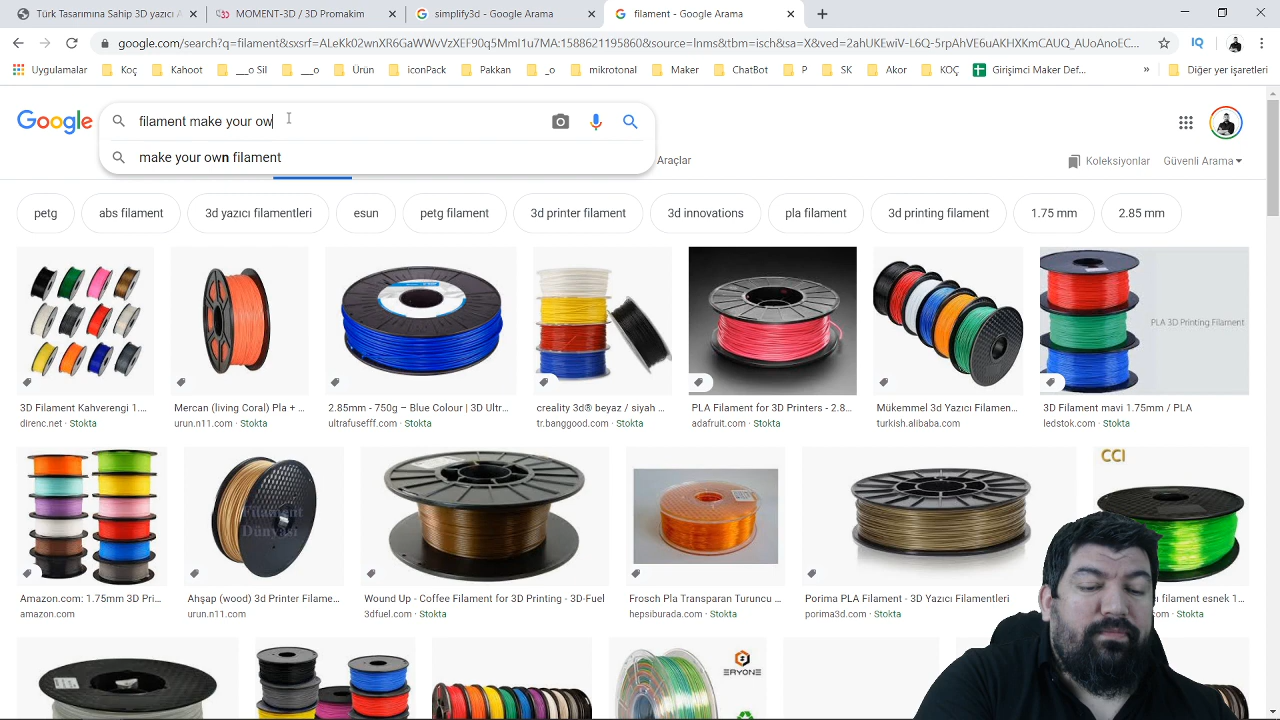 Türk Tasarımına Sahip 3D yazıcı A
MOMENT-3D / 3D Promakim
simplify3d - Google Arama
filament - Google Arama
google.com/search?q=filament&sxsrf=ALeKk02wnXR6GaWWvVzXEF90q5MmI1u7MA:1588621195860&source=lnms&tbm=isch&sa=X&ved=2ahUKEwiV-L6Q-5rpAhVE6uAKHXKmCAUQ_AUoAnoEC...
Uygulamalar
Koç
Kahoot
___o Sil
___o
Ürün
iconPack
Pakkan
_o
mikrotonal
Maker
ChatBot
P
SK
Akor
KOÇ
Girişimci Maker Def...
»
Diğer yer işaretleri
Google
filament make your ow
make your own filament
Araçlar
Koleksiyonlar
Güvenli Arama
petg
abs filament
3d yazıcı filamentleri
esun
petg filament
3d printer filament
3d innovations
pla filament
3d printing filament
1.75 mm
2.85 mm
PLA 3D Printing Filament
3D Filament Kahverengi 1....
direnc.net · Stokta
Mercan (living Coral) Pla + ...
urun.n11.com · Stokta
2.85mm - 750g – Blue Colour | 3D Ultr...
ultrafusefff.com · Stokta
creality 3d® beyaz / siyah ...
tr.banggood.com · Stokta
PLA Filament for 3D Printers - 2.8...
adafruit.com · Stokta
Mükemmel 3d Yazıcı Filamen...
turkish.alibaba.com
3D Filament mavi 1.75mm / PLA
ledstok.com · Stokta
Filament
Dünyası
CCI
Amazon.com: 1.75mm 3D Pri...
amazon.com
Ahşap (wood) 3d Printer Filame...
urun.n11.com
Wound Up - Coffee Filament for 3D Printing - 3D-Fuel
3dfuel.com · Stokta
Frosch Pla Transparan Turuncu ...
hepsiburada.com · Stokta
Porima PLA Filament - 3D Yazıcı Filamentleri
porima3d.com · Stokta
filament esnek 1...
Stokta
ERYONE